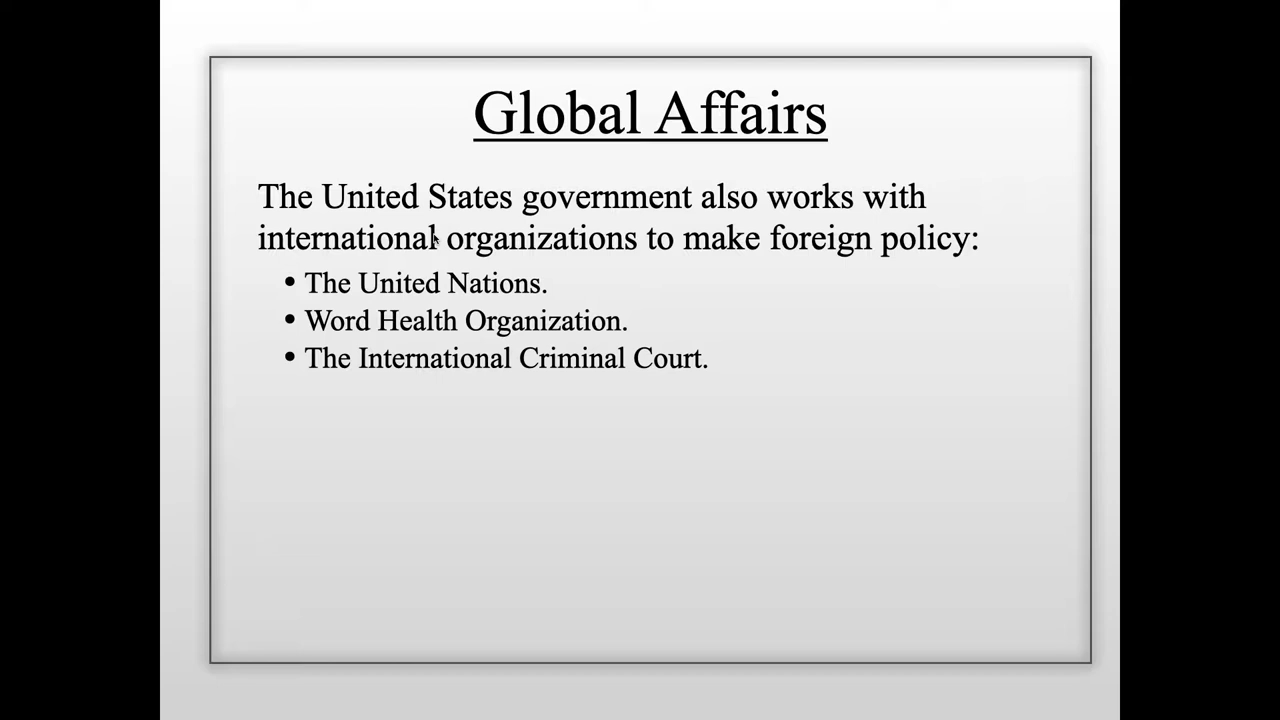 Global Affairs
The United States government also works with
international organizations to make foreign policy:
• The United Nations.
• Word Health Organization.
• The International Criminal Court.